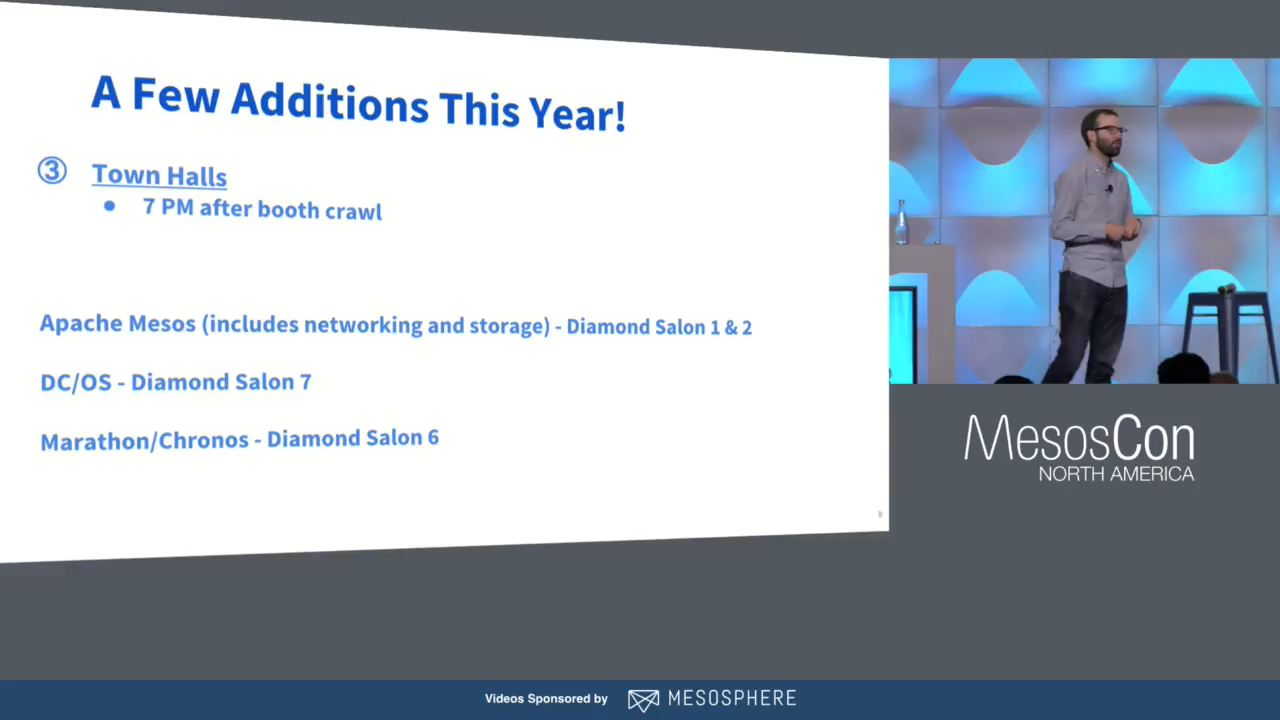 A Few Additions This Year!
③ Town Halls
● 7 PM after booth crawl
Apache Mesos (includes networking and storage) - Diamond Salon 1 & 2
DC/OS - Diamond Salon 7
Marathon/Chronos - Diamond Salon 6
MesosCon
NORTH AMERICA
Videos Sponsored by MESOSPHERE